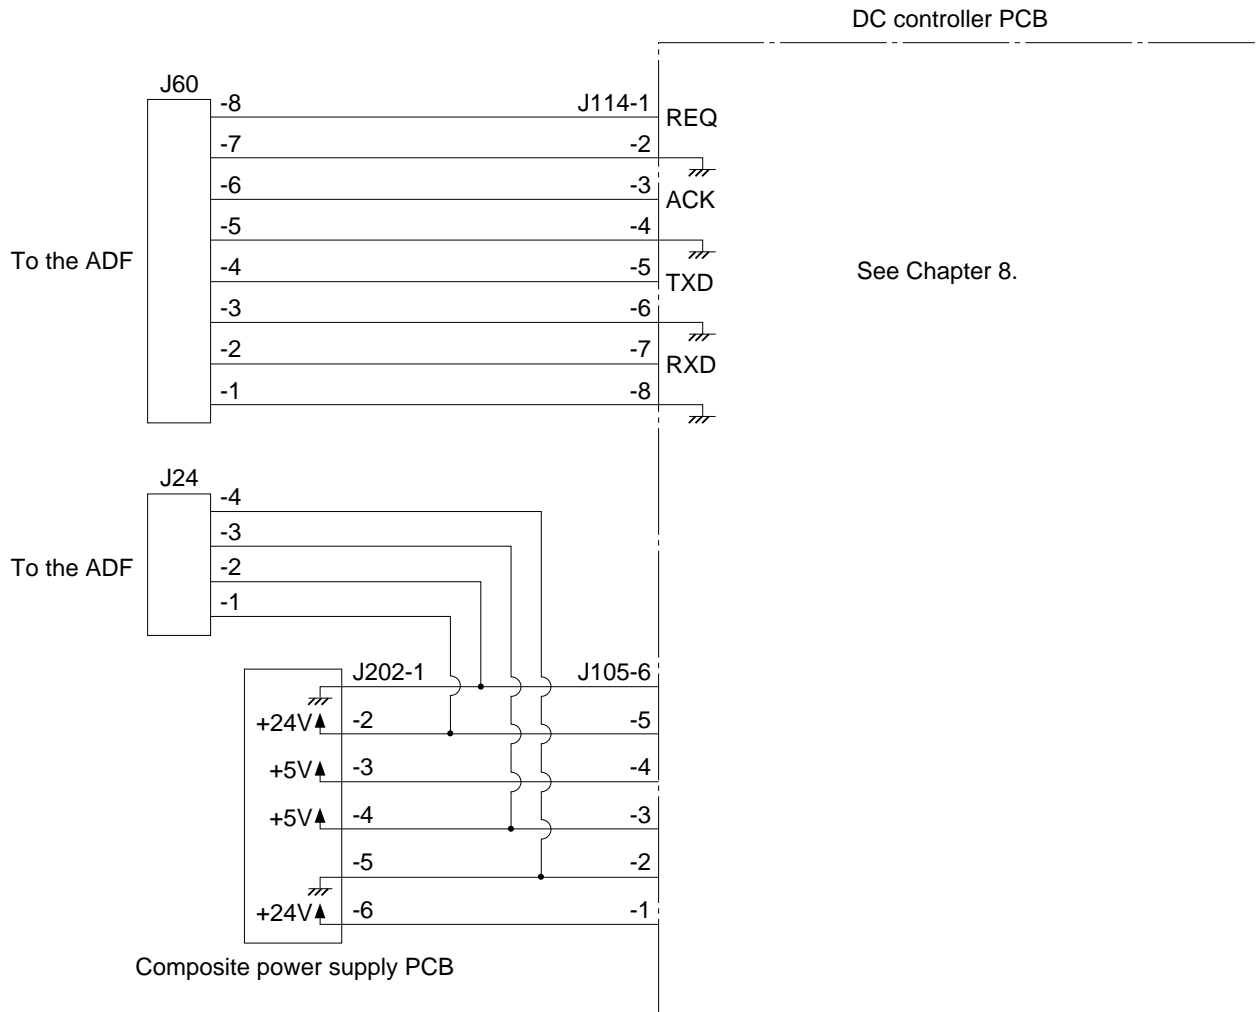 DC controller PCB
J60
-8 J114-1 REQ
-7 -2
-6 -3 ACK
-5 -4
To the ADF
-4 -5 TXD
See Chapter 8.
-3 -6
-2 -7 RXD
-1 -8
J24
-4
-3
To the ADF
-2
-1
J202-1 J105-6
+24V -2 -5
+5V -3 -4
+5V -4 -3
-5 -2
+24V -6 -1
Composite power supply PCB